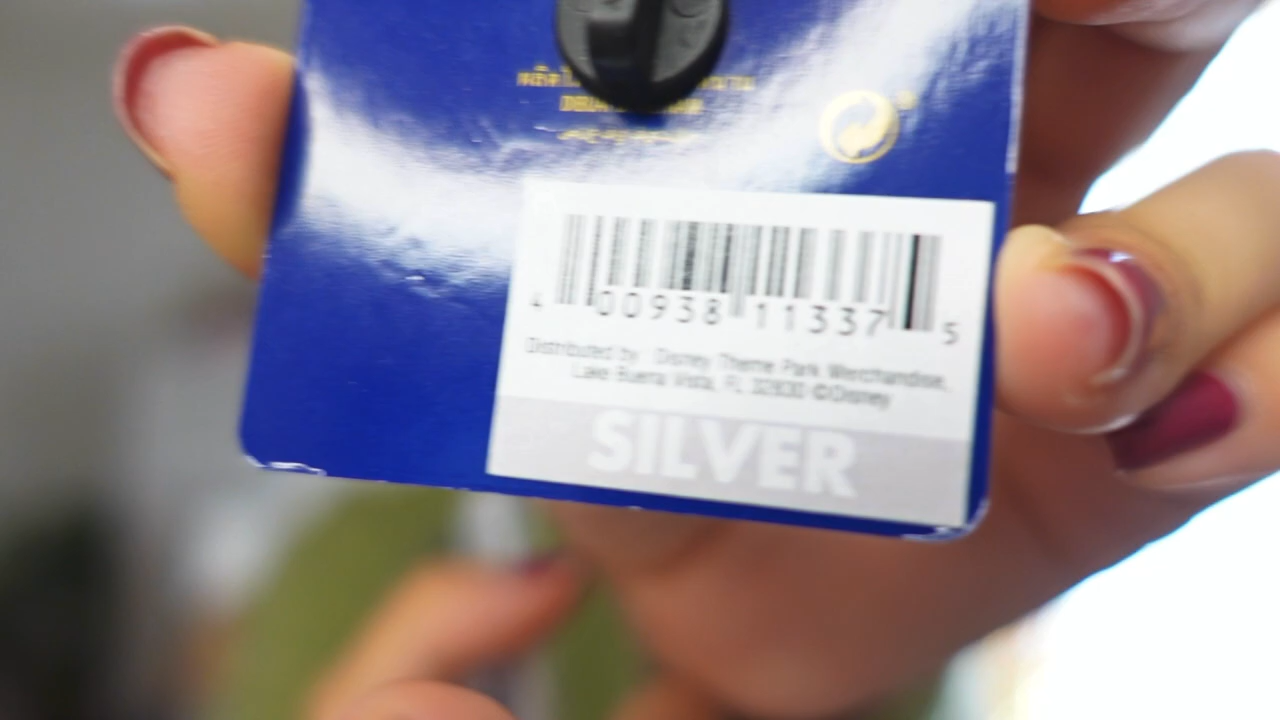 4 00938 11337 5
Distributed by : Disney Theme Park Merchandise,
Lake Buena Vista, FL 32830 ©Disney
SILVER